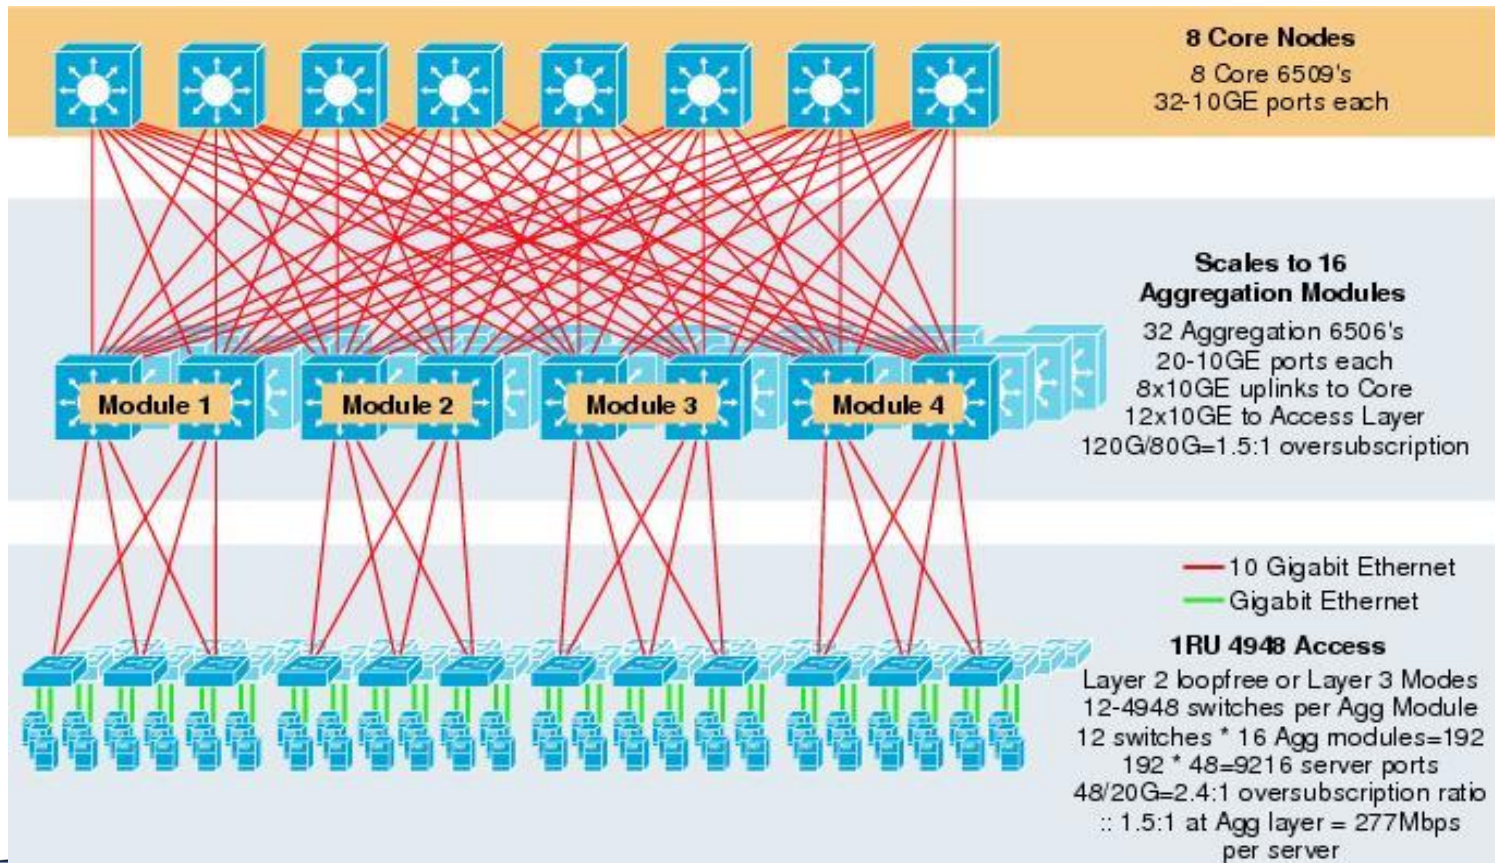 8 Core Nodes
8 Core 6509's
32-10GE ports each
Scales to 16
Aggregation Modules
32 Aggregation 6506's
20-10GE ports each
8x10GE uplinks to Core
12x10GE to Access Layer
120G/80G=1.5:1 oversubscription
Module 1
Module 2
Module 3
Module 4
10 Gigabit Ethernet
Gigabit Ethernet
1RU 4948 Access
Layer 2 loopfree or Layer 3 Modes
12-4948 switches per Agg Module
12 switches * 16 Agg modules=192
192 * 48=9216 server ports
48/20G=2.4:1 oversubscription ratio
:: 1.5:1 at Agg layer = 277Mbps
per server